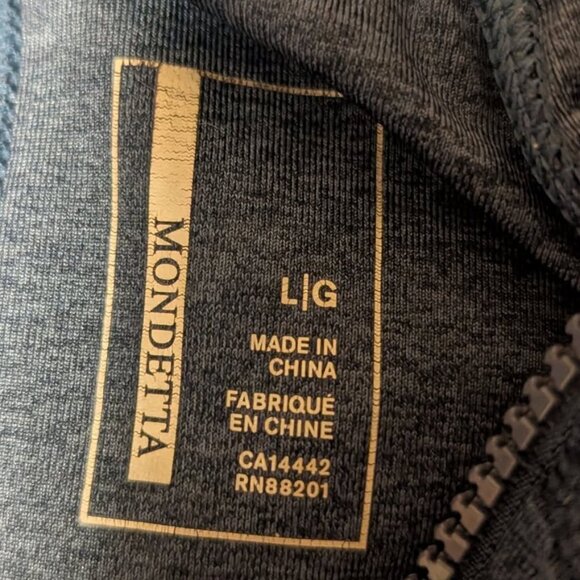 MONDETTA
L|G
MADE IN
CHINA
FABRIQUÉ
EN CHINE
CA14442
RN88201